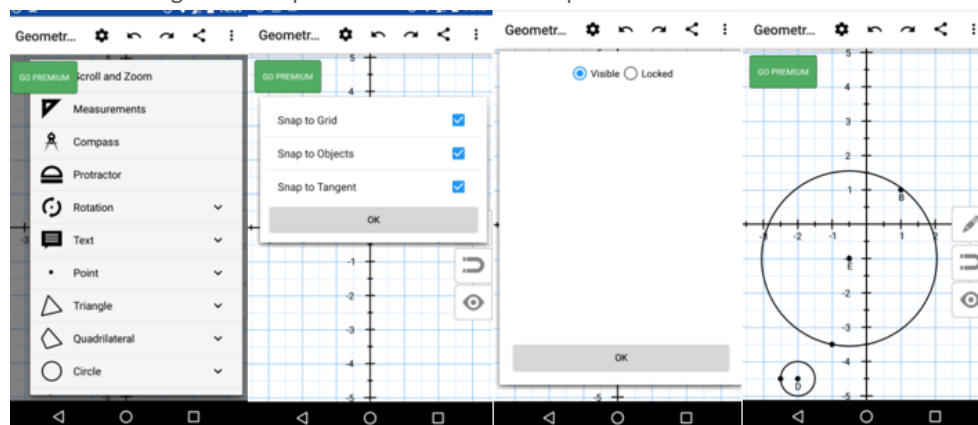 Geometr...
GO PREMIUM
Scroll and Zoom
Measurements
Compass
Protractor
Rotation
Text
Point
Triangle
Quadrilateral
Circle
Geometr...
GO PREMIUM
5
4
Snap to Grid
Snap to Objects
Snap to Tangent
OK
-1
-2
-3
-4
-5
Geometr...
Visible Locked
OK
-5
Geometr...
GO PREMIUM
5
4
3
2
1
B
-2 -1 1 2
E
-2
-3
-4
D
-5